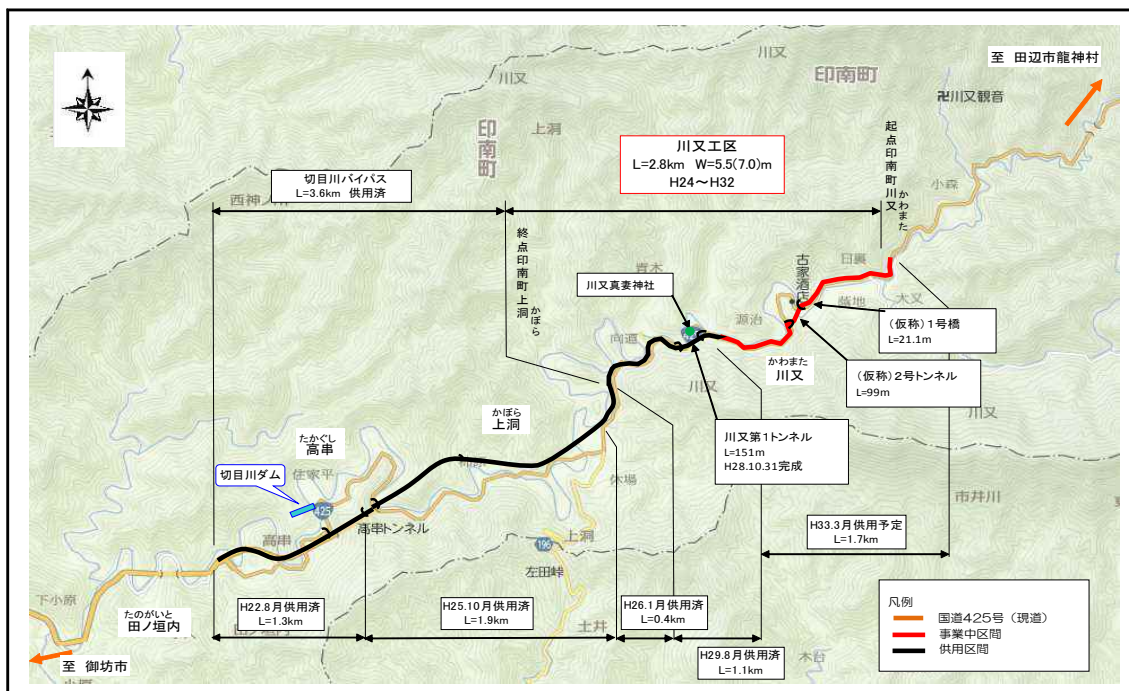 至 田辺市龍神村
印南町
川又
川又
卍川又観音
上洞
印南町
川又工区
L=2.8km W=5.5(7.0)m
H24～H32
起点印南町川又
かわまた
小森
切目川バイパス
L=3.6km 供用済
西神ノ川
終点印南町上洞
かぼら
川又真妻神社
古家酒店
日裏
大又
源治
向道
(仮称)1号橋
L=21.1m
かわまた
川又
(仮称)2号トンネル
L=99m
川又
川又
かぼら
上洞
川又第1トンネル
L=151m
H28.10.31完成
たかぐし
高串
住家平
切目川ダム
425
休場
市井川
高串トンネル
高串
196
上洞
左田峠
H33.3月供用予定
L=1.7km
下小原
たのがいと
田ノ垣内
H22.8月供用済
L=1.3km
H25.10月供用済
L=1.9km
H26.1月供用済
L=0.4km
土井
H29.8月供用済
L=1.1km
木台
至 御坊市
凡例
国道425号(現道)
事業中区間
供用区間